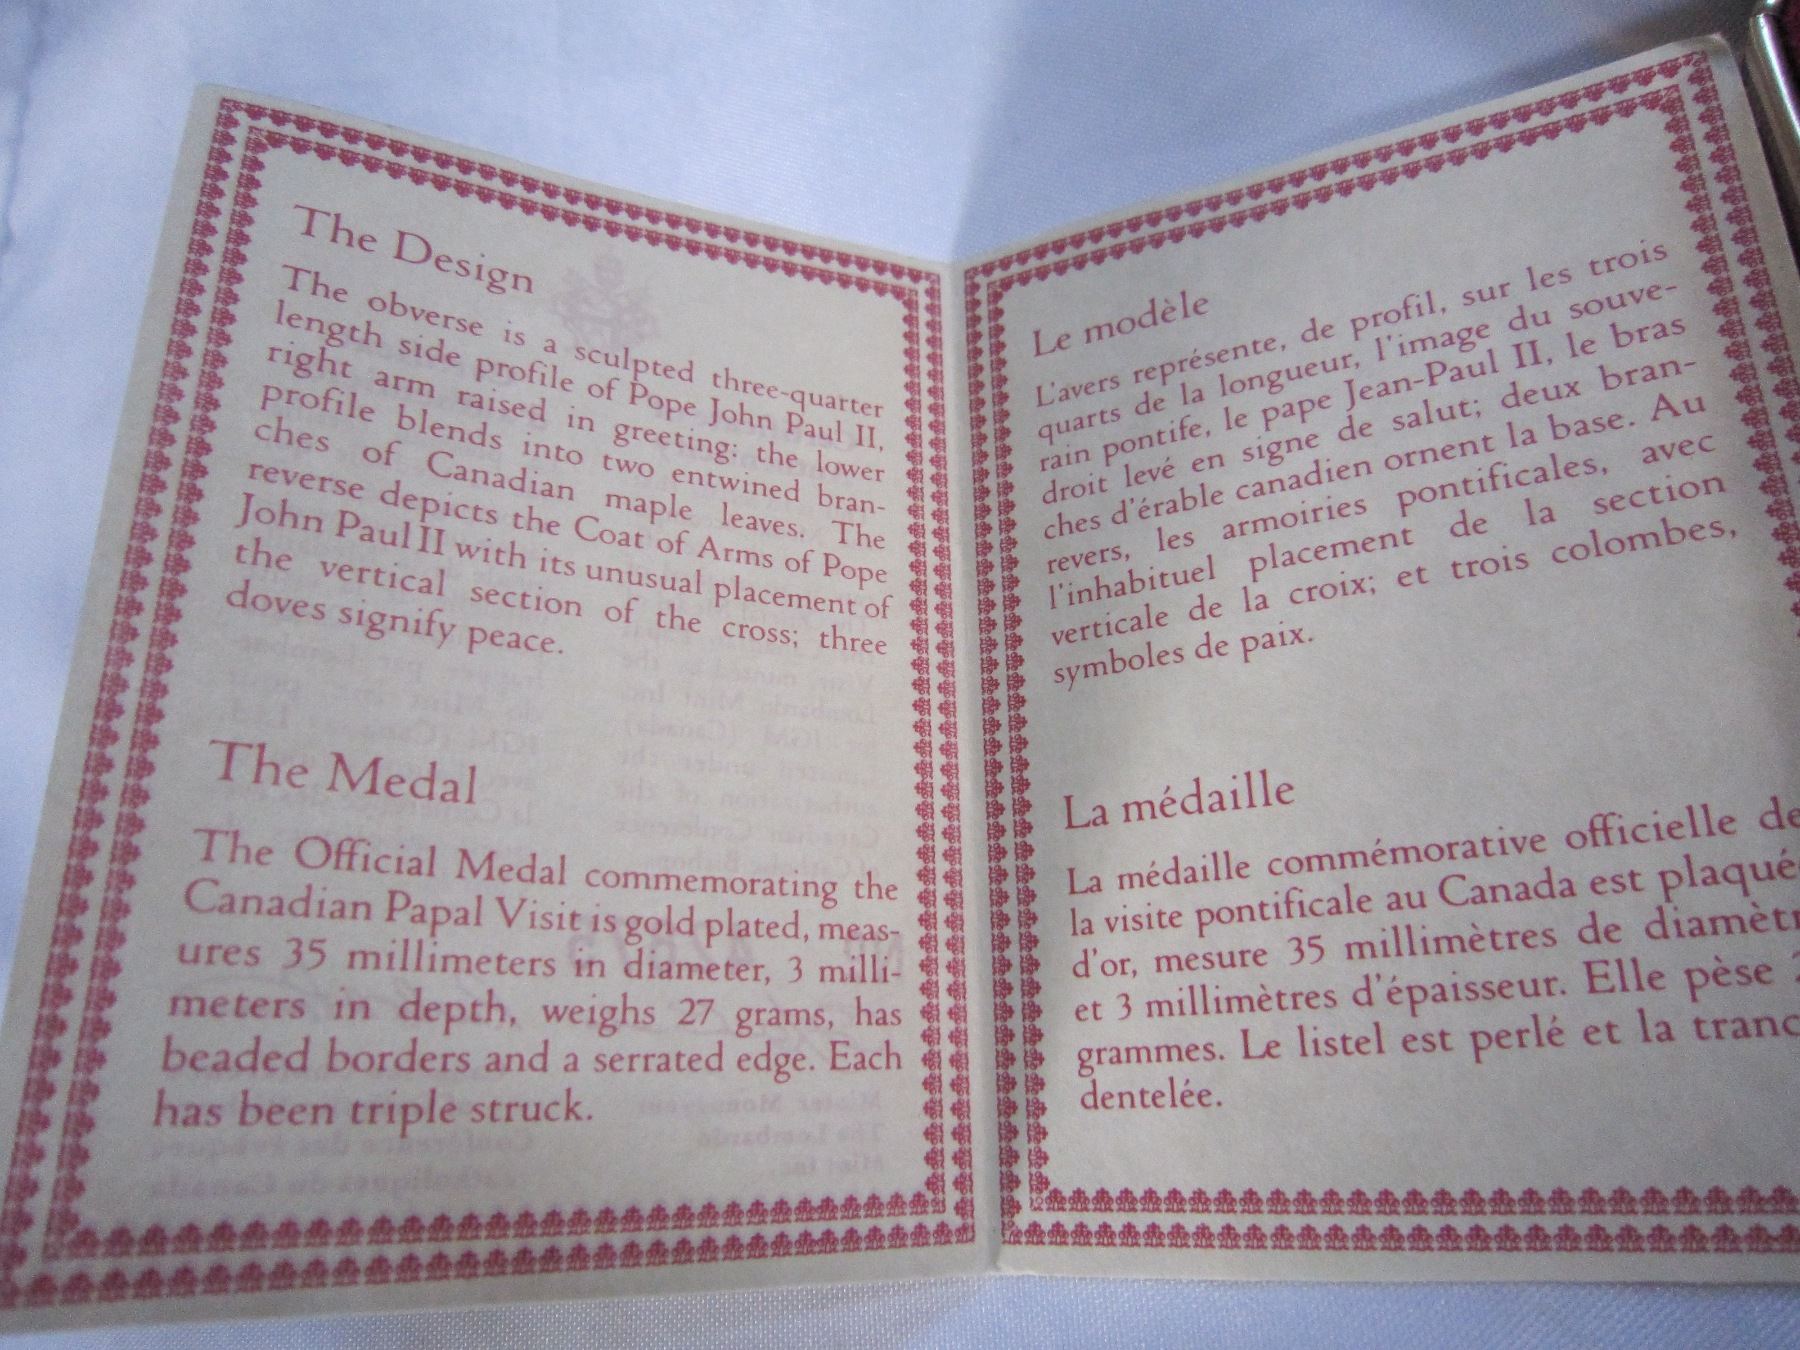 The Design
The obverse is a sculpted three-quarter
length side profile of Pope John Paul II,
right arm raised in greeting: the lower
profile blends into two entwined bran-
ches of Canadian maple leaves. The
reverse depicts the Coat of Arms of Pope
John Paul II with its unusual placement of
the vertical section of the cross; three
doves signify peace.
The Medal
The Official Medal commemorating the
Canadian Papal Visit is gold plated, meas-
ures 35 millimeters in diameter, 3 milli-
meters in depth, weighs 27 grams, has
beaded borders and a serrated edge. Each
has been triple struck.
Le modèle
L'avers représente, de profil, sur les trois
quarts de la longueur, l'image du souve-
rain pontife, le pape Jean-Paul II, le bras
droit levé en signe de salut; deux bran-
ches d'érable canadien ornent la base. Au
revers, les armoiries pontificales, avec
l'inhabituel placement de la section
verticale de la croix; et trois colombes,
symboles de paix.
La médaille
La médaille commémorative officielle de
la visite pontificale au Canada est plaqué
d'or, mesure 35 millimètres de diamètr
et 3 millimètres d'épaisseur. Elle pèse
grammes. Le listel est perlé et la tranc
dentelée.